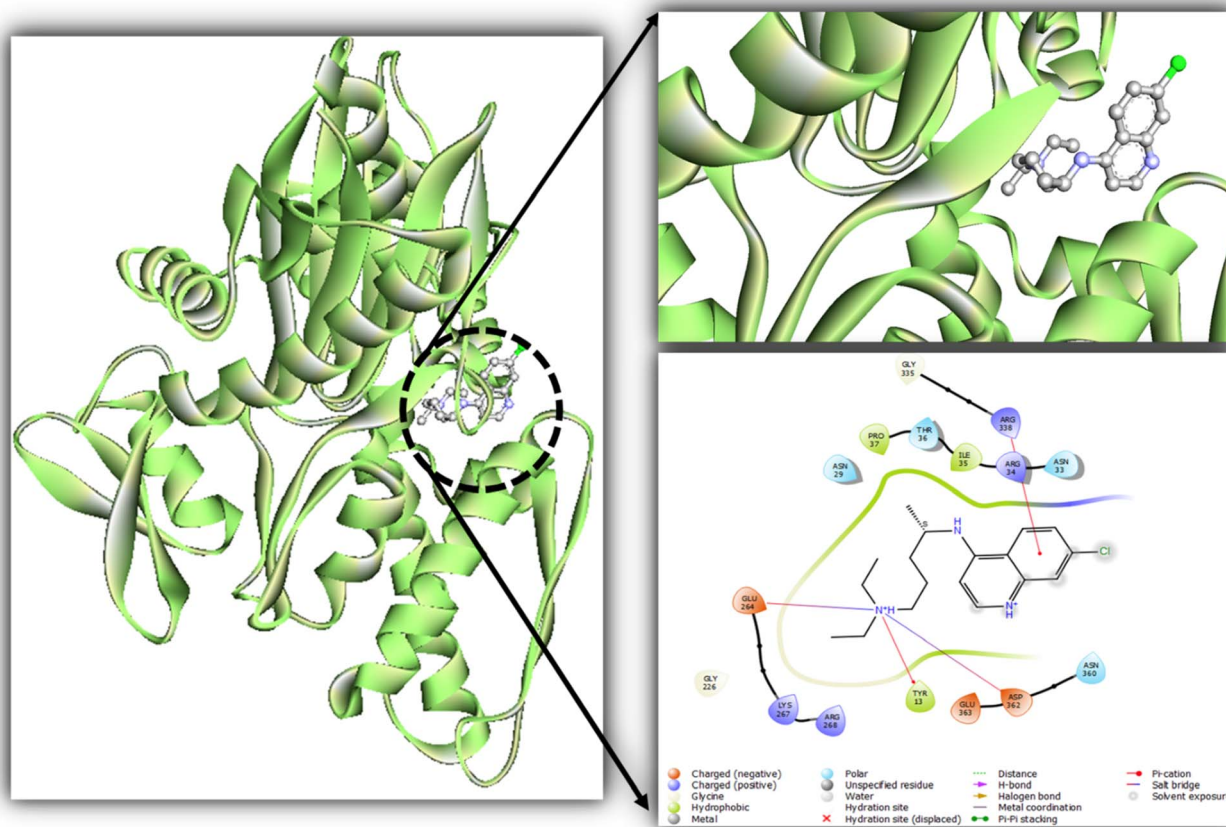 GLY
335
ARG
338
THR
36
PRO
37
ILE
35
ARG
34
ASN
33
ASN
29
S
H
N
Cl
GLU
264
N⁺H
N⁺
H
GLY
226
LYS
267
ARG
268
TYR
13
GLU
363
ASP
362
ASN
360
Charged (negative)
Charged (positive)
Glycine
Hydrophobic
Metal
Polar
Unspecified residue
Water
Hydration site
Hydration site (displaced)
Distance
H-bond
Halogen bond
Metal coordination
Pi-Pi stacking
Pi-cation
Salt bridge
Solvent exposur